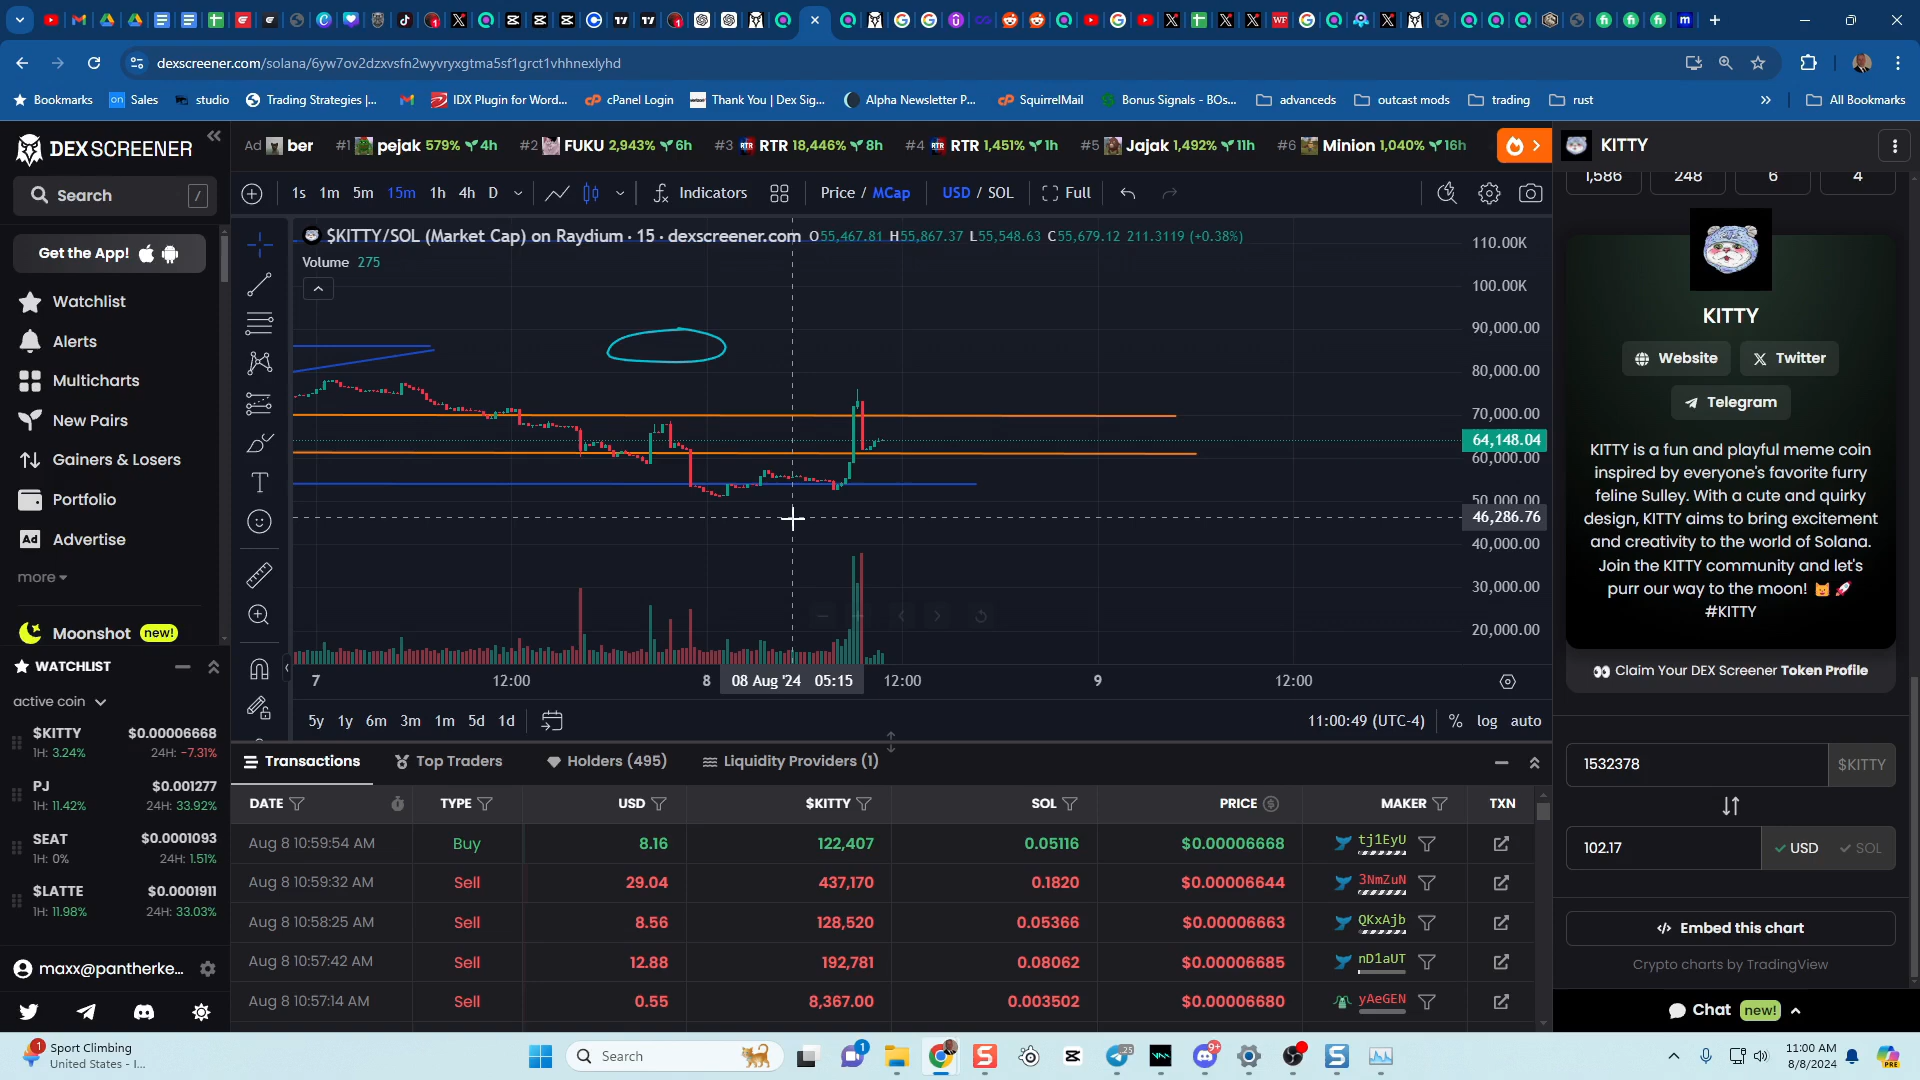 dexscreener.com/solana/6yw7ov2dzxvsfn2wyvryxgtma5sf1grct1vhhnexlyhd
Bookmarks
on Sales
studio
Trading Strategies |...
IDX Plugin for Word...
cPanel Login
Thank You | Dex Sig...
Alpha Newsletter P...
SquirrelMail
Bonus Signals - BOs...
advanceds
outcast mods
trading
rust
»
All Bookmarks
DEXSCREENER
Ad ber
#1 pejak 579% 4h
#2 FUKU 2,943% 6h
#3 RTR 18,446% 8h
#4 RTR 1,451% 1h
#5 Jajak 1,492% 11h
#6 Minion 1,040% 16h
KITTY
Search /
1s 1m 5m 15m 1h 4h D
Indicators
Price / MCap
USD / SOL
Full
1,586 248 6 4
Get the App!
Watchlist
Alerts
Multicharts
New Pairs
Gainers & Losers
Portfolio
Ad Advertise
more
Moonshot new!
$KITTY/SOL (Market Cap) on Raydium · 15 · dexscreener.com O55,467.81 H55,867.37 L55,548.63 C55,679.12 211.3119 (+0.38%)
Volume 275
110.00K
100.00K
90,000.00
80,000.00
70,000.00
64,148.04
60,000.00
50,000.00
46,286.76
40,000.00
30,000.00
20,000.00
7 12:00 8 08 Aug '24 05:15 12:00 9 12:00
5y 1y 6m 3m 1m 5d 1d
11:00:49 (UTC-4) % log auto
KITTY
Website
Twitter
Telegram
KITTY is a fun and playful meme coin
inspired by everyone's favorite furry
feline Sulley. With a cute and quirky
design, KITTY aims to bring excitement
and creativity to the world of Solana.
Join the KITTY community and let's
purr our way to the moon! 😺 🚀
#KITTY
👀 Claim Your DEX Screener Token Profile
WATCHLIST
active coin
$KITTY $0.00006668
1H: 3.24% 24H: -7.31%
PJ $0.001277
1H: 11.42% 24H: 33.92%
SEAT $0.0001093
1H: 0% 24H: 1.51%
$LATTE $0.0001911
1H: 11.98% 24H: 33.03%
maxx@pantherke...
Transactions
Top Traders
Holders (495)
Liquidity Providers (1)
DATE TYPE USD $KITTY SOL PRICE MAKER TXN
Aug 8 10:59:54 AM Buy 8.16 122,407 0.05116 $0.00006668 tj1EyU
Aug 8 10:59:32 AM Sell 29.04 437,170 0.1820 $0.00006644 3NmZuN
Aug 8 10:58:25 AM Sell 8.56 128,520 0.05366 $0.00006663 QKxAjb
Aug 8 10:57:42 AM Sell 12.88 192,781 0.08062 $0.00006685 nD1aUT
Aug 8 10:57:14 AM Sell 0.55 8,367.00 0.003502 $0.00006680 yAeGEN
1532378 $KITTY
102.17 USD SOL
</> Embed this chart
Crypto charts by TradingView
Chat new!
1 Sport Climbing
United States - I...
Search
1
25
9+
11:00 AM
8/8/2024
PRE